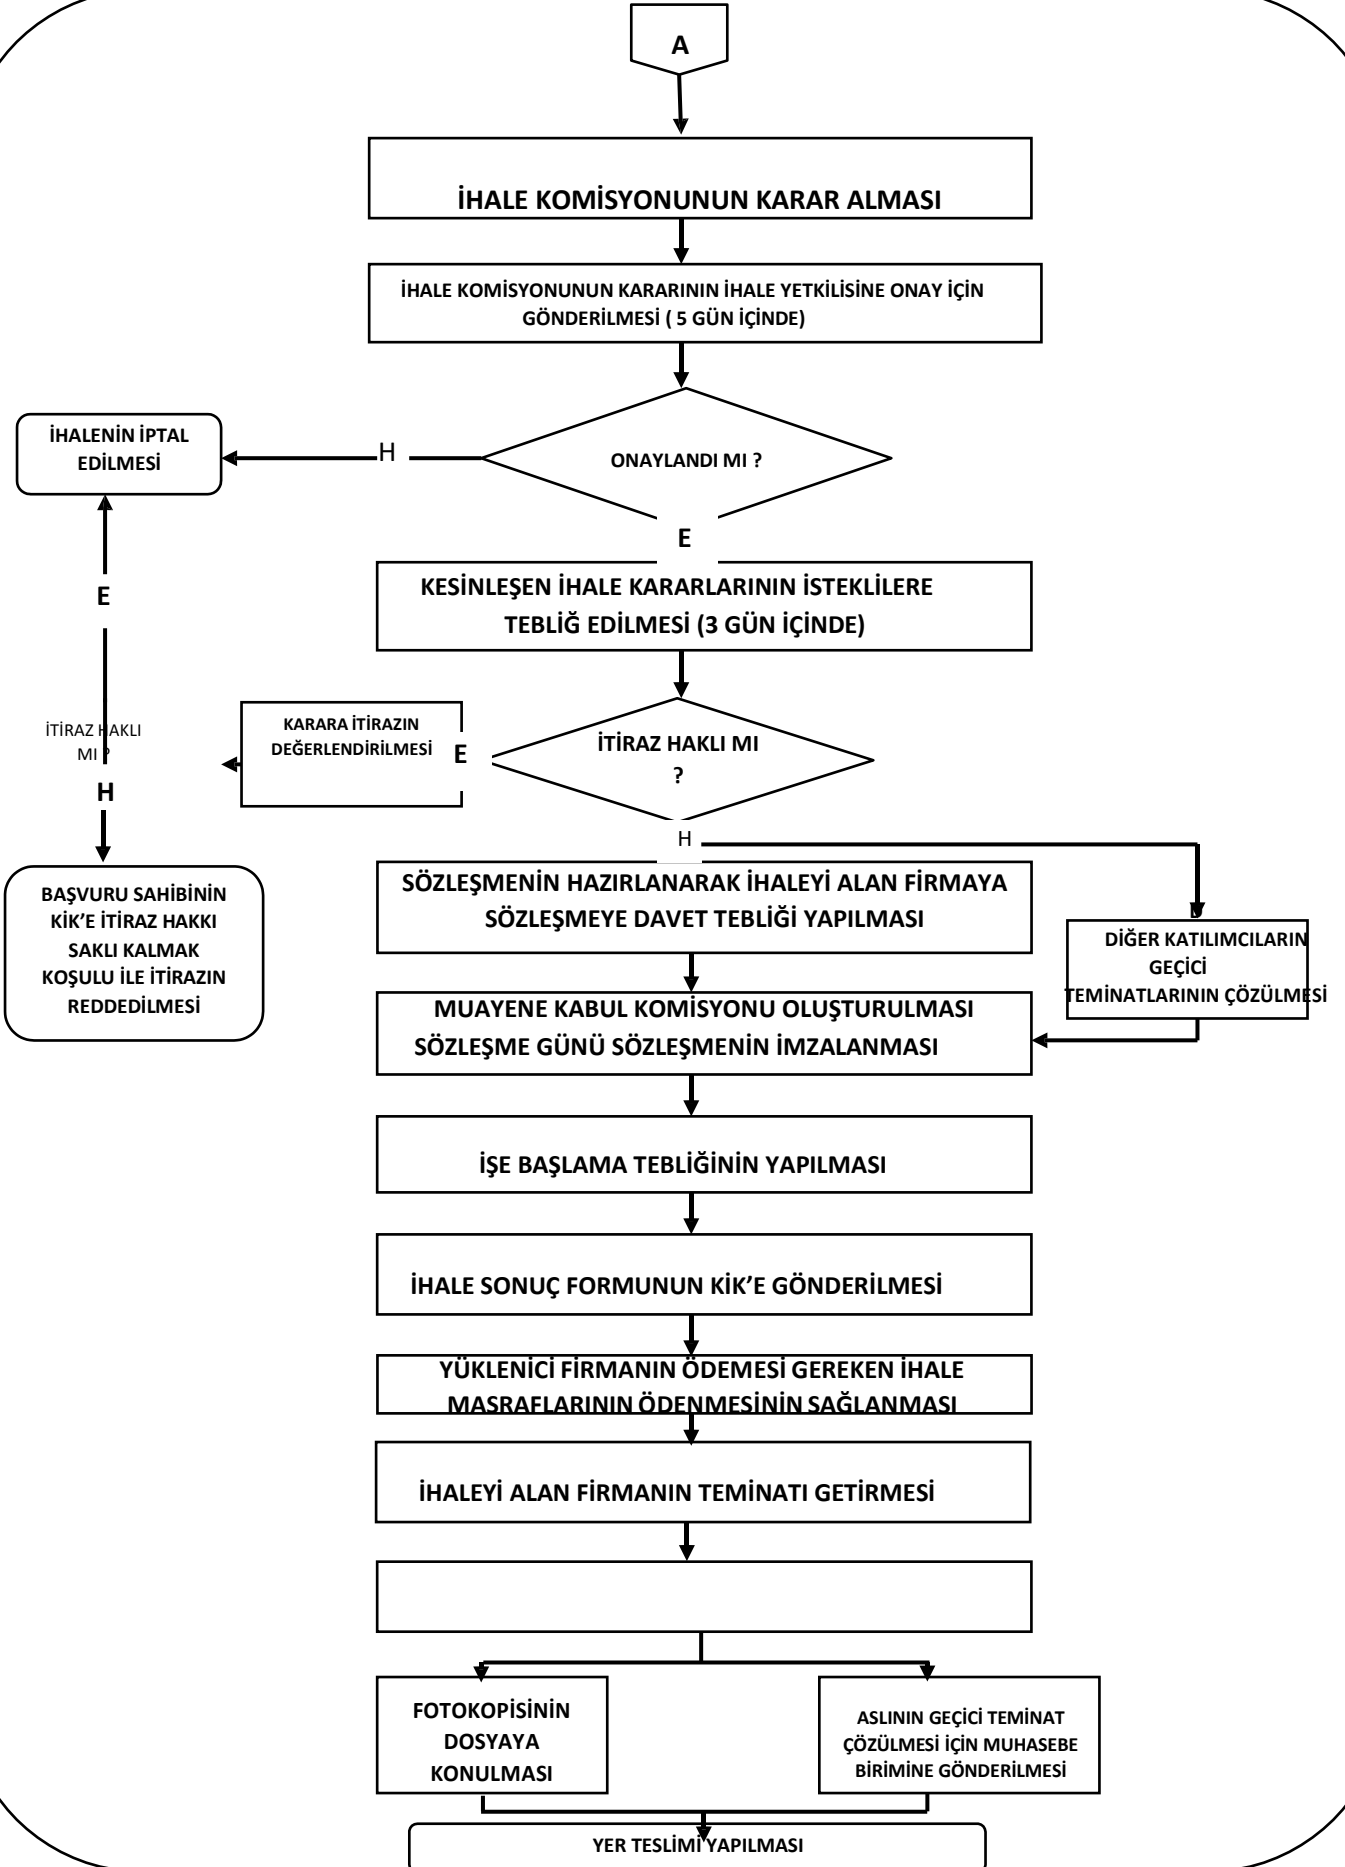 A
İHALE KOMİSYONUNUN KARAR ALMASI
İHALE KOMİSYONUNUN KARARININ İHALE YETKİLİSİNE ONAY İÇİN
GÖNDERİLMESİ ( 5 GÜN İÇİNDE)
İHALENİN İPTAL
EDİLMESİ
H
ONAYLANDI MI ?
E
E
KESİNLEŞEN İHALE KARARLARININ İSTEKLİLERE
TEBLİĞ EDİLMESİ (3 GÜN İÇİNDE)
İTİRAZ HAKLI
MI ?
H
KARARA İTİRAZIN
DEĞERLENDİRİLMESİ
E
İTİRAZ HAKLI MI
?
H
BAŞVURU SAHİBİNİN
KİK’E İTİRAZ HAKKI
SAKLI KALMAK
KOŞULU İLE İTİRAZIN
REDDEDİLMESİ
SÖZLEŞMENİN HAZIRLANARAK İHALEYİ ALAN FİRMAYA
SÖZLEŞMEYE DAVET TEBLİĞİ YAPILMASI
DİĞER KATILIMCILARIN
GEÇİCİ
TEMİNATLARININ ÇÖZÜLMESİ
MUAYENE KABUL KOMİSYONU OLUŞTURULMASI
SÖZLEŞME GÜNÜ SÖZLEŞMENİN İMZALANMASI
İŞE BAŞLAMA TEBLİĞİNİN YAPILMASI
İHALE SONUÇ FORMUNUN KİK’E GÖNDERİLMESİ
YÜKLENİCİ FİRMANIN ÖDEMESİ GEREKEN İHALE
MASRAFLARININ ÖDENMESİNİN SAĞLANMASI
İHALEYİ ALAN FİRMANIN TEMİNATI GETİRMESİ
FOTOKOPİSİNİN
DOSYAYA
KONULMASI
ASLININ GEÇİCİ TEMİNAT
ÇÖZÜLMESİ İÇİN MUHASEBE
BİRİMİNE GÖNDERİLMESİ
YER TESLİMİ YAPILMASI